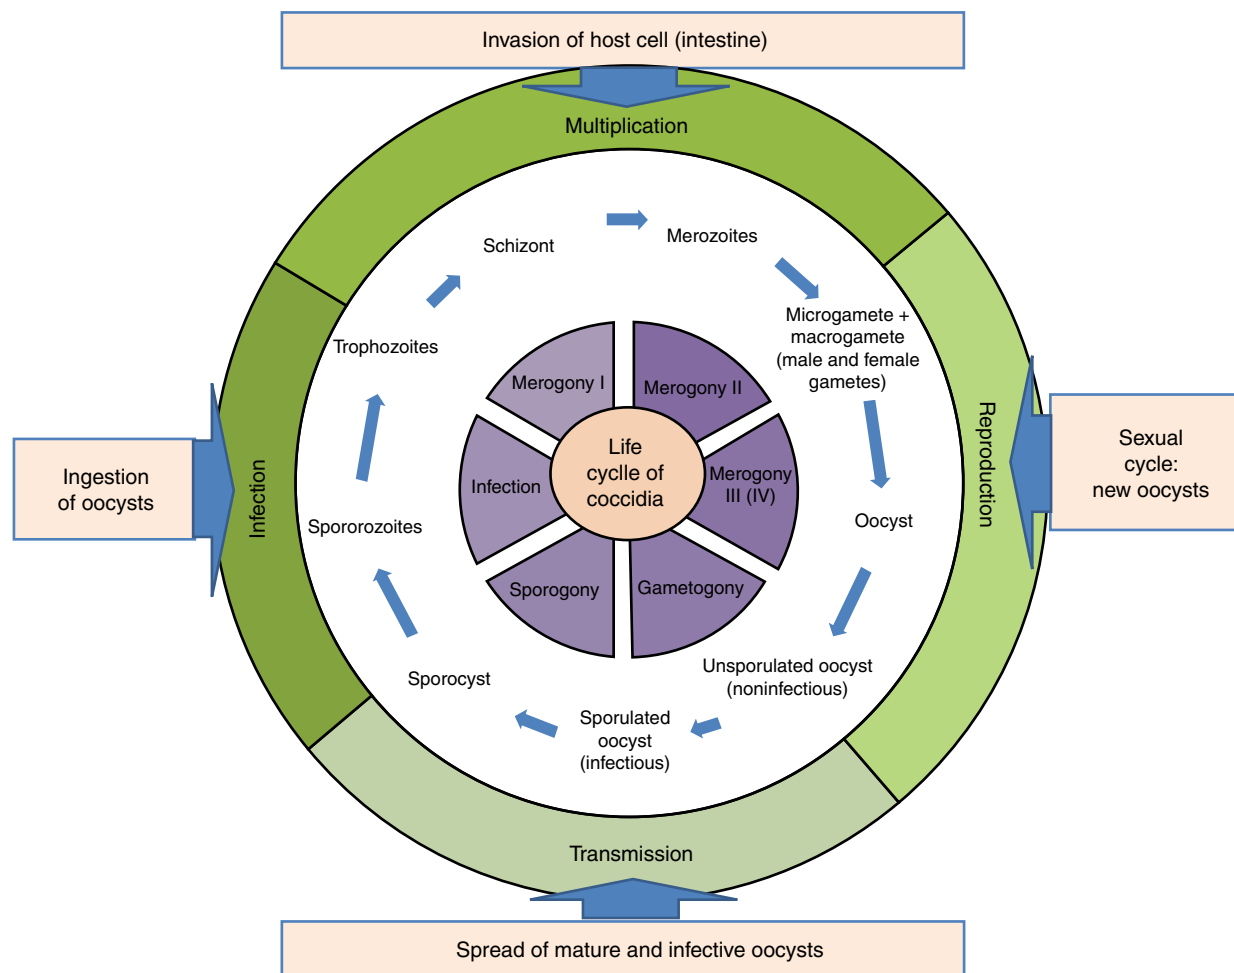 Invasion of host cell (intestine)
Multiplication
Schizont
Merozoites
Microgamete +
macrogamete
(male and female
gametes)
Trophozoites
Merogony I
Merogony II
Ingestion
of oocysts
Infection
Spororozoites
Infection
Life
cyclle of
coccidia
Merogony
III (IV)
Oocyst
Reproduction
Sexual
cycle:
new oocysts
Sporogony
Gametogony
Sporocyst
Unsporulated oocyst
(noninfectious)
Sporulated
oocyst
(infectious)
Transmission
Spread of mature and infective oocysts